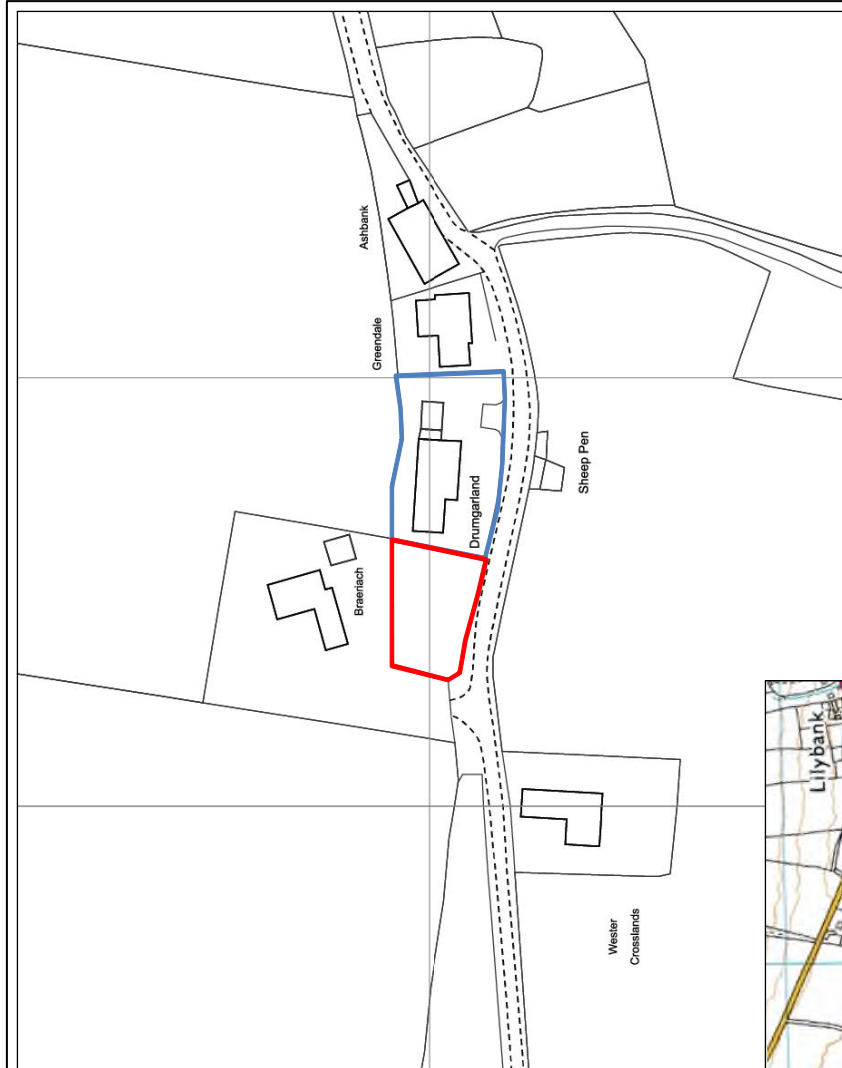 Ashbank
Greendale
Drumgarland
Sheep Pen
Braeriach
Wester
Crosslands
Lilybank